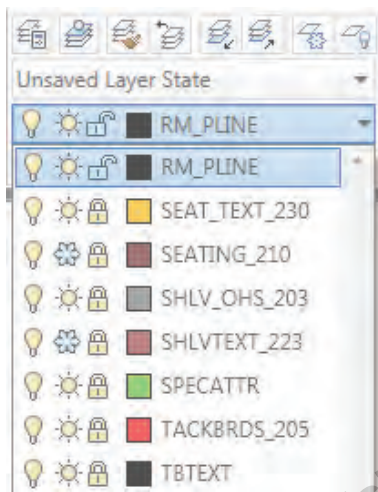 Unsaved Layer State
RM_PLINE
RM_PLINE
SEAT_TEXT_230
SEATING_210
SHLV_OHS_203
SHLVTEXT_223
SPECATTR
TACKBRDS_205
TBTEXT